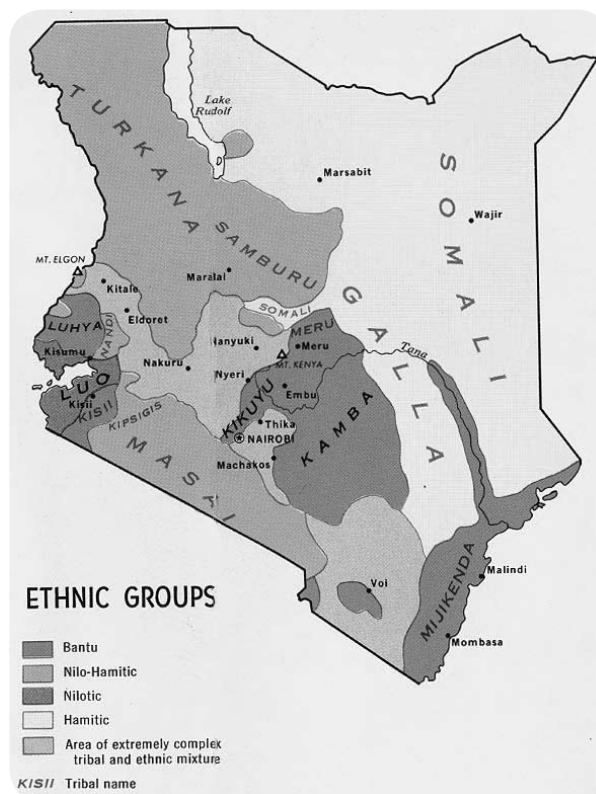 Lake
Rudolf
TURKANA
SAMBURU
SOMALI
Marsabit
Wajir
MT. ELGON
Kitale
Maralal
GALLA
SOMALI
Eldoret
LUHYA
NANDI
MERU
Kisumu
Nanyuki
Meru
MT. KENYA
Tana
Nakuru
Nyeri
LUO
Embu
Kisii
KISII
KIPSIGIS
KIKUYU
KAMBA
Thika
NAIROBI
MASAI
Machakos
Voi
MIJIKENDA
Malindi
Mombasa
ETHNIC GROUPS
Bantu
Nilo-Hamitic
Nilotic
Hamitic
Area of extremely complex
tribal and ethnic mixture
KISII Tribal name